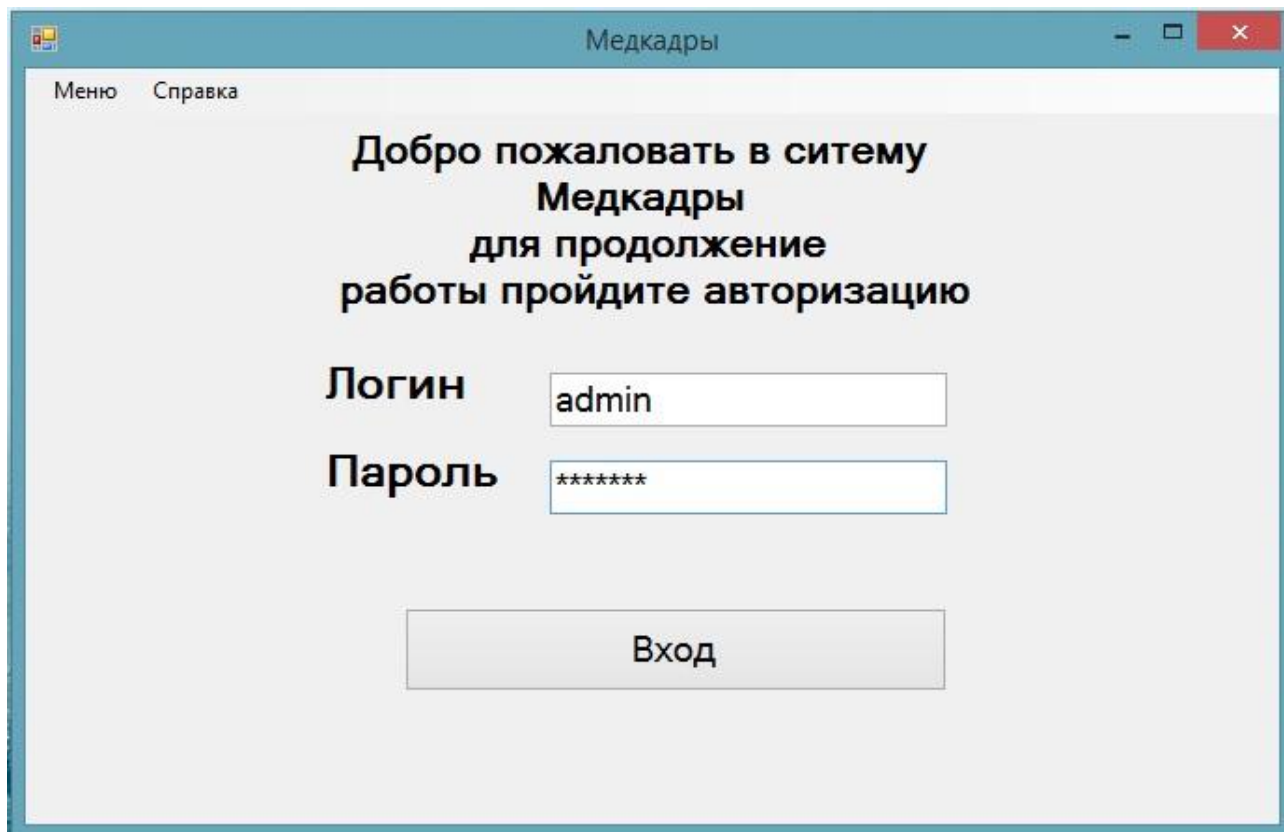 Медкадры
Меню Справка
Добро пожаловать в ситему
Медкадры
для продолжение
работы пройдите авторизацию
Логин admin
Пароль *******
Вход